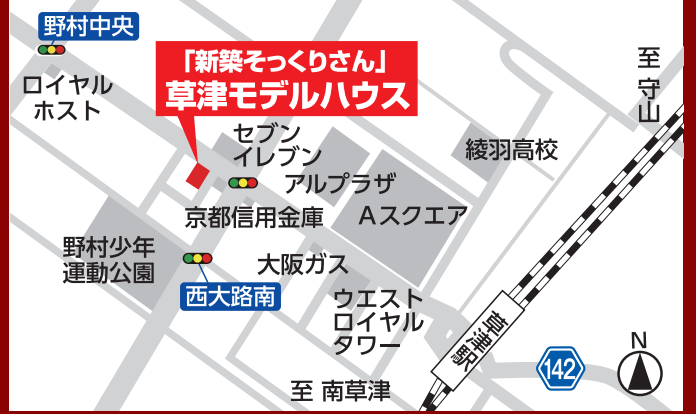 野村中央
ロイヤル
ホスト
「新築そっくりさん」
草津モデルハウス
至
守山
セブン
イレブン
綾羽高校
アルプラザ
京都信用金庫
Aスクエア
野村少年
運動公園
大阪ガス
西大路南
ウエスト
ロイヤル
タワー
草津駅
142
N
至 南草津